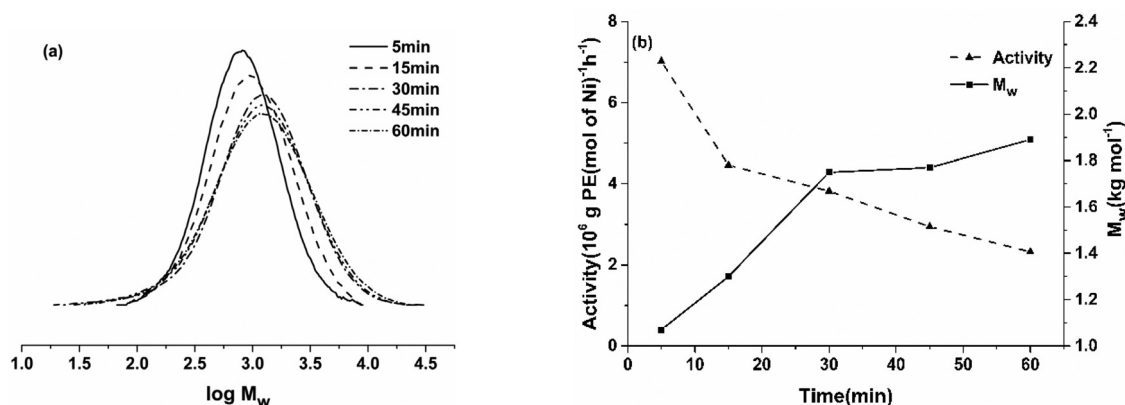 (a)
5min
15min
30min
45min
60min
1.0 1.5 2.0 2.5 3.0 3.5 4.0 4.5
log Mw
(b)
Activity
Mw
8
6
4
2
0
Activity(10⁶ g PE(mol of Ni)⁻¹h⁻¹)
2.4
2.2
2.0
1.8
1.6
1.4
1.2
1.0
Mw(kg mol⁻¹)
0 10 20 30 40 50 60
Time(min)